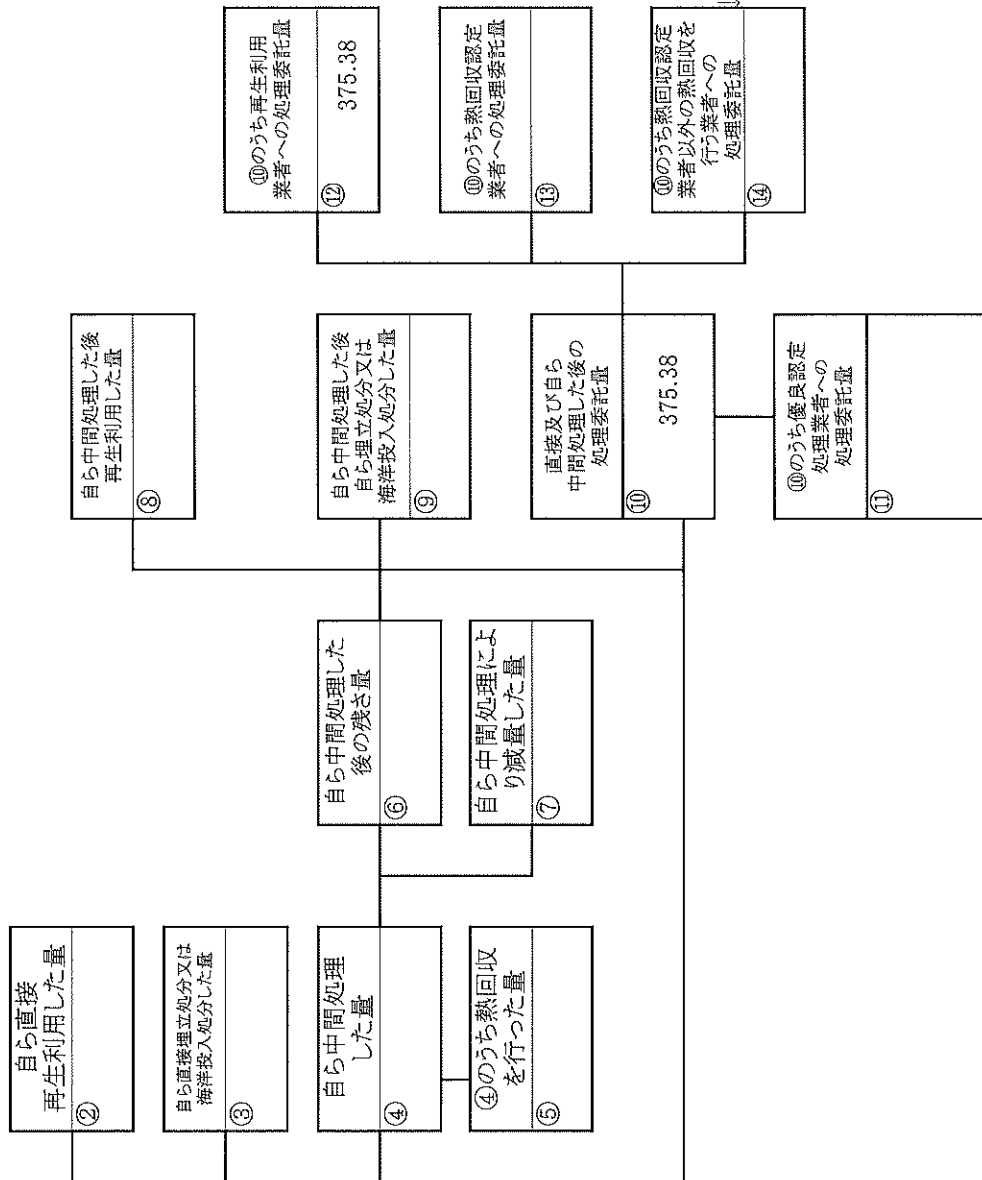 自ら直接
再生利用した量
②
自ら直接埋立処分又は
海洋投入処分した量
③
自ら中間処理
した量
④
④のうち熱回収
を行った量
⑤
自ら中間処理した
後の残さ量
⑥
自ら中間処理によ
り減量した量
⑦
自ら中間処理した後
再生利用した量
⑧
自ら中間処理した後
自ら埋立処分又は
海洋投入処分した量
⑨
直接及び自ら
中間処理した後の
処理委託量
⑩
375.38
⑩のうち優良認定
処理業者への
処理委託量
⑪
⑩のうち再生利用
業者への処理委託量
⑫
375.38
⑩のうち熱回収認定
業者への処理委託量
⑬
⑩のうち熱回収認定
業者以外の熱回収を
行う業者への
処理委託量
⑭